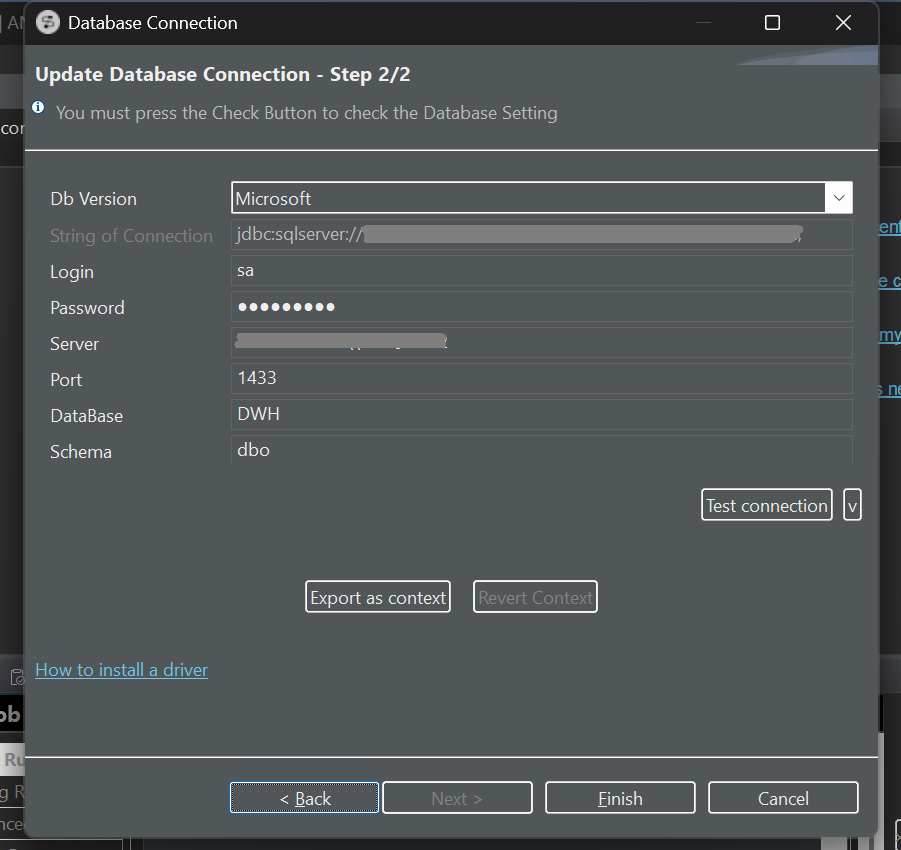 Database Connection
Update Database Connection - Step 2/2
You must press the Check Button to check the Database Setting
Db Version Microsoft
String of Connection jdbc:sqlserver://
Login sa
Password •••••••••
Server
Port 1433
DataBase DWH
Schema dbo
Test connection v
Export as context Revert Context
How to install a driver
< Back Next > Finish Cancel